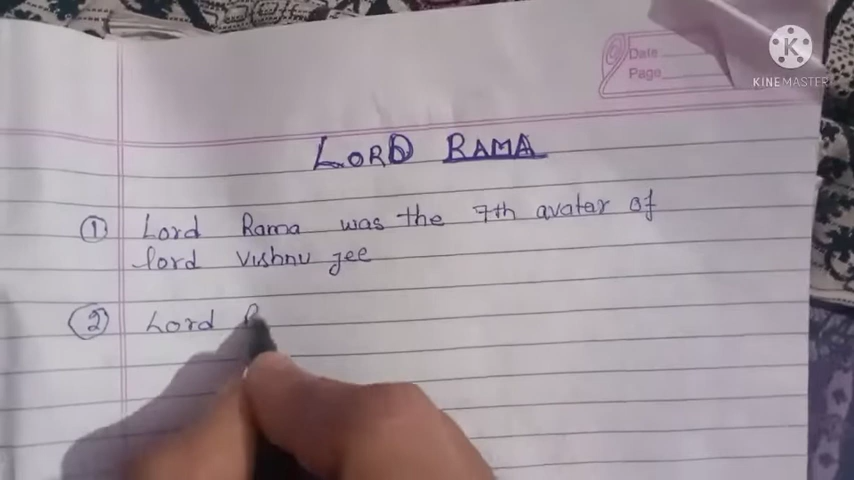 Date
Page
KINEMASTER
LORD RAMA
① Lord Rama was the 7th avatar of
lord Vishnu jee
② Lord R